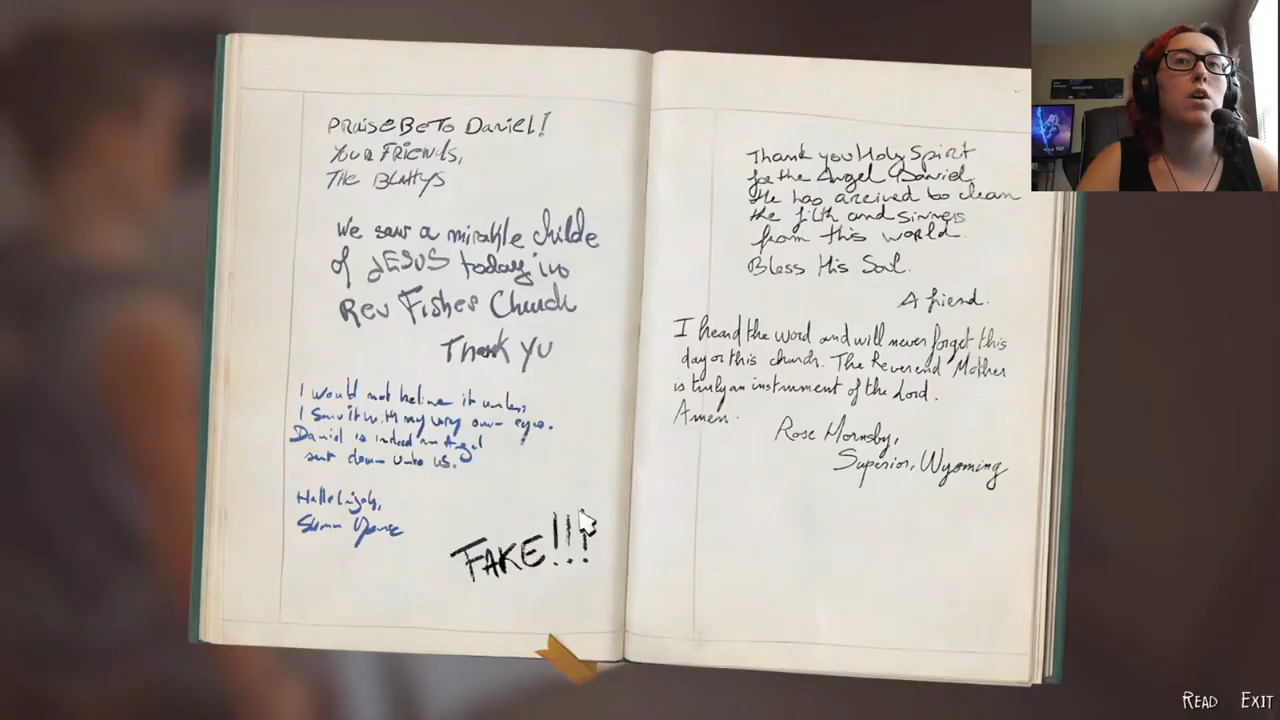 Praise Be To Daniel!
Your Friends,
The Beattys
We saw a mirakle childe
of JESUS today in
Rev Fisher Church
Thank yu
I would not believe it unless
I saw it with my very own eyes.
Daniel is indeed an Angel
sent down unto us.
Hallelujah,
FAKE!!!
Thank you Holy Spirit
for the Angel Daniel
He has arrived to clean
the filth and sinners
from this world.
Bless His Soul.
A friend.
I heard the word and will never forget this
day or this church. The Reverend Mother
is truly an instrument of the Lord.
Amen.
Rose Mornsby,
Superior, Wyoming
READ EXIT